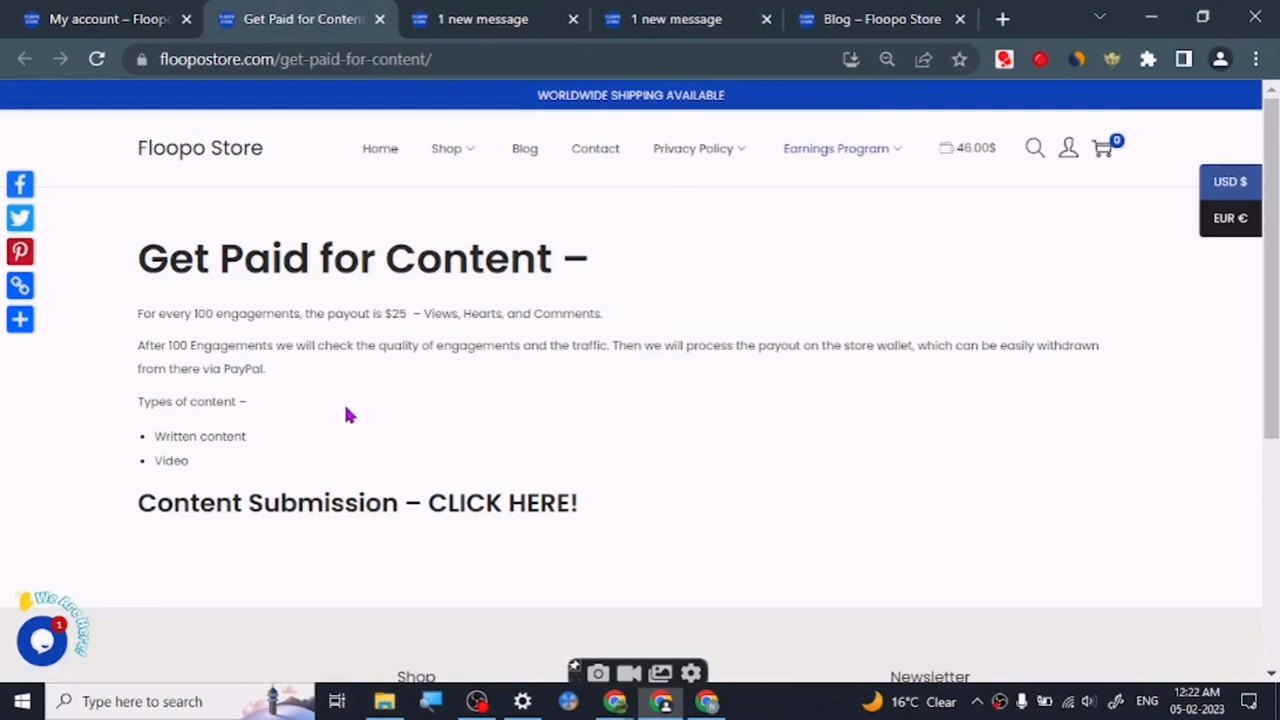 My account – Floopo
Get Paid for Conten
1 new message
1 new message
Blog – Floopo Store
floopostore.com/get-paid-for-content/
WORLDWIDE SHIPPING AVAILABLE
Floopo Store
Home
Shop
Blog
Contact
Privacy Policy
Earnings Program
46.00$
0
USD $
EUR €
Get Paid for Content –
For every 100 engagements, the payout is $25 – Views, Hearts, and Comments.
After 100 Engagements we will check the quality of engagements and the traffic. Then we will process the payout on the store wallet, which can be easily withdrawn
from there via PayPal.
Types of content –
• Written content
• Video
Content Submission – CLICK HERE!
We Are Here!
1
Shop
Newsletter
Type here to search
16°C Clear
ENG
12:22 AM
05-02-2023